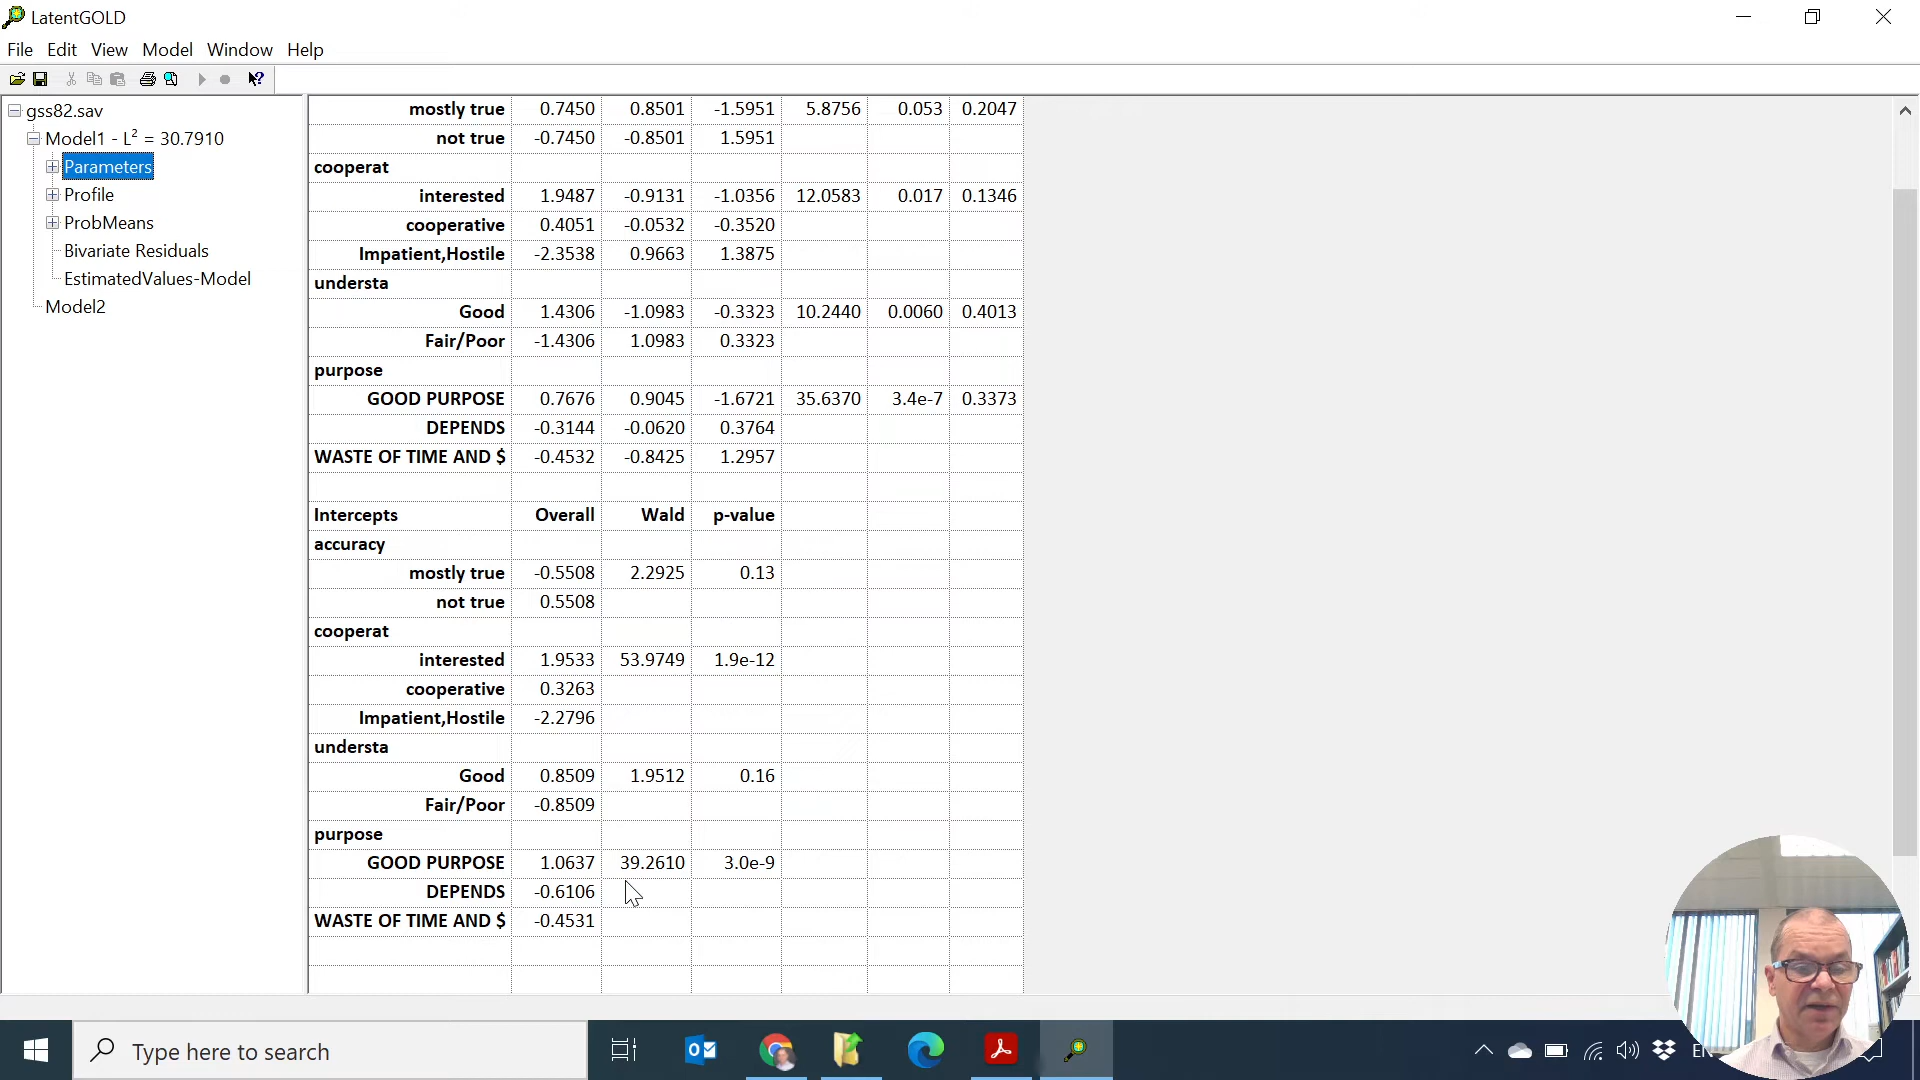 LatentGOLD
File Edit View Model Window Help
gss82.sav
Model1 - L² = 30.7910
Parameters
Profile
ProbMeans
Bivariate Residuals
EstimatedValues-Model
Model2
mostly true 0.7450 0.8501 -1.5951 5.8756 0.053 0.2047
not true -0.7450 -0.8501 1.5951
cooperat
interested 1.9487 -0.9131 -1.0356 12.0583 0.017 0.1346
cooperative 0.4051 -0.0532 -0.3520
Impatient,Hostile -2.3538 0.9663 1.3875
understa
Good 1.4306 -1.0983 -0.3323 10.2440 0.0060 0.4013
Fair/Poor -1.4306 1.0983 0.3323
purpose
GOOD PURPOSE 0.7676 0.9045 -1.6721 35.6370 3.4e-7 0.3373
DEPENDS -0.3144 -0.0620 0.3764
WASTE OF TIME AND $ -0.4532 -0.8425 1.2957
Intercepts Overall Wald p-value
accuracy
mostly true -0.5508 2.2925 0.13
not true 0.5508
cooperat
interested 1.9533 53.9749 1.9e-12
cooperative 0.3263
Impatient,Hostile -2.2796
understa
Good 0.8509 1.9512 0.16
Fair/Poor -0.8509
purpose
GOOD PURPOSE 1.0637 39.2610 3.0e-9
DEPENDS -0.6106
WASTE OF TIME AND $ -0.4531
Type here to search